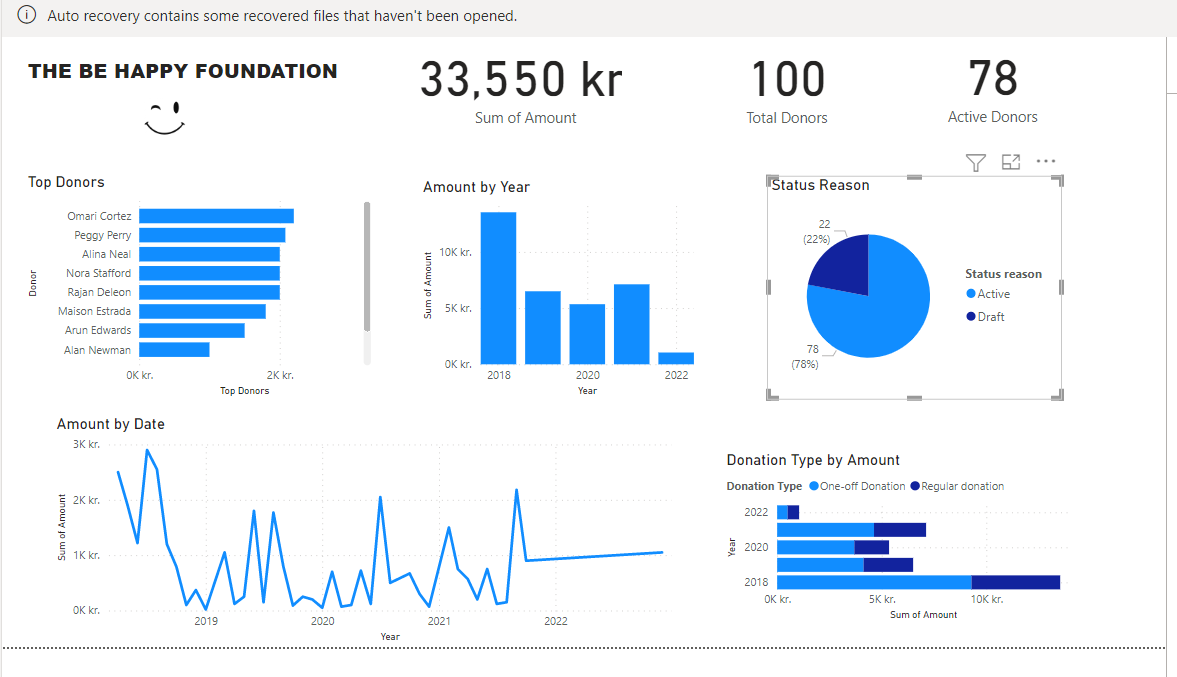 Auto recovery contains some recovered files that haven't been opened.
THE BE HAPPY FOUNDATION
33,550 kr
Sum of Amount
100
Total Donors
78
Active Donors
Top Donors
Donor
Omari Cortez
Peggy Perry
Alina Neal
Nora Stafford
Rajan Deleon
Maison Estrada
Arun Edwards
Alan Newman
0K kr.
2K kr.
Top Donors
Amount by Year
Sum of Amount
10K kr.
5K kr.
0K kr.
2018
2020
2022
Year
Status Reason
22
(22%)
78
(78%)
Status reason
Active
Draft
Amount by Date
Sum of Amount
3K kr.
2K kr.
1K kr.
0K kr.
2019
2020
2021
2022
Year
Donation Type by Amount
Donation Type One-off Donation Regular donation
Year
2022
2020
2018
0K kr.
5K kr.
10K kr.
Sum of Amount